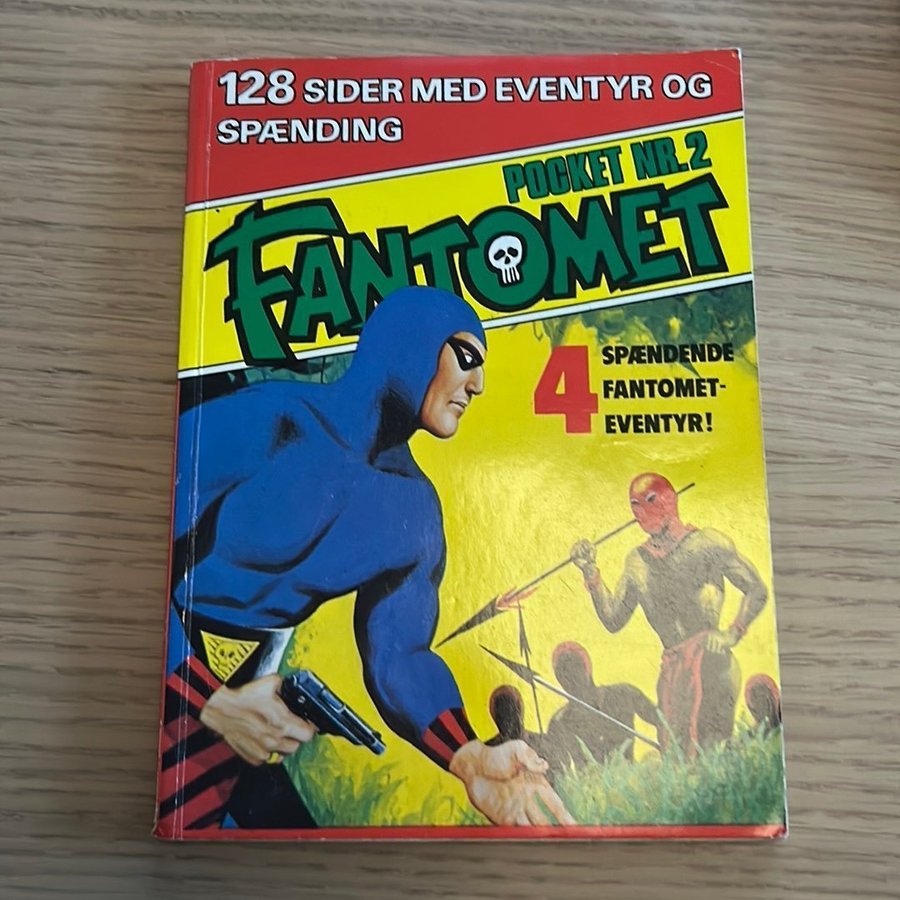 128 SIDER MED EVENTYR OG
SPÆNDING
POCKET NR.2
FANTOMET
4 SPÆNDENDE
FANTOMET-
EVENTYR!